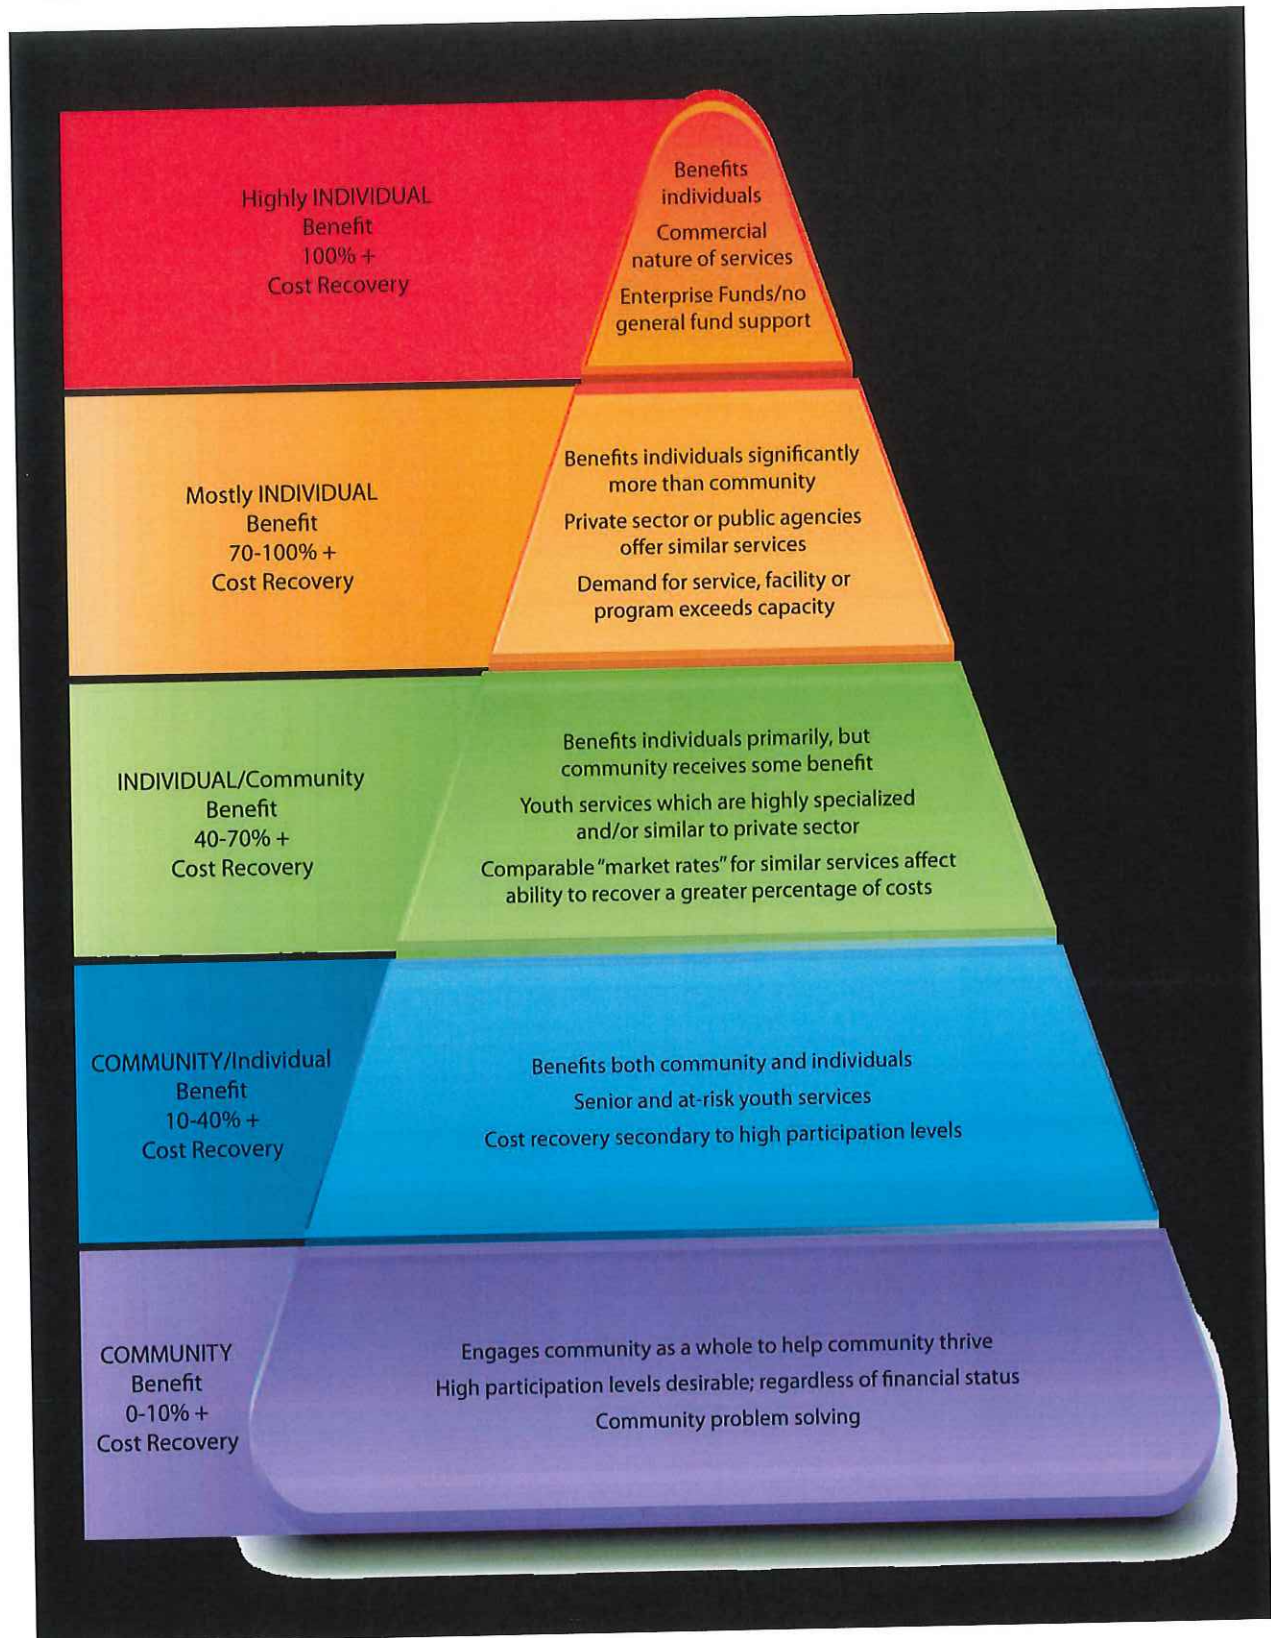 Highly INDIVIDUAL
Benefit
100% +
Cost Recovery
Benefits
individuals
Commercial
nature of services
Enterprise Funds/no
general fund support
Mostly INDIVIDUAL
Benefit
70-100% +
Cost Recovery
Benefits individuals significantly
more than community
Private sector or public agencies
offer similar services
Demand for service, facility or
program exceeds capacity
INDIVIDUAL/Community
Benefit
40-70% +
Cost Recovery
Benefits individuals primarily, but
community receives some benefit
Youth services which are highly specialized
and/or similar to private sector
Comparable “market rates” for similar services affect
ability to recover a greater percentage of costs
COMMUNITY/Individual
Benefit
10-40% +
Cost Recovery
Benefits both community and individuals
Senior and at-risk youth services
Cost recovery secondary to high participation levels
COMMUNITY
Benefit
0-10% +
Cost Recovery
Engages community as a whole to help community thrive
High participation levels desirable; regardless of financial status
Community problem solving